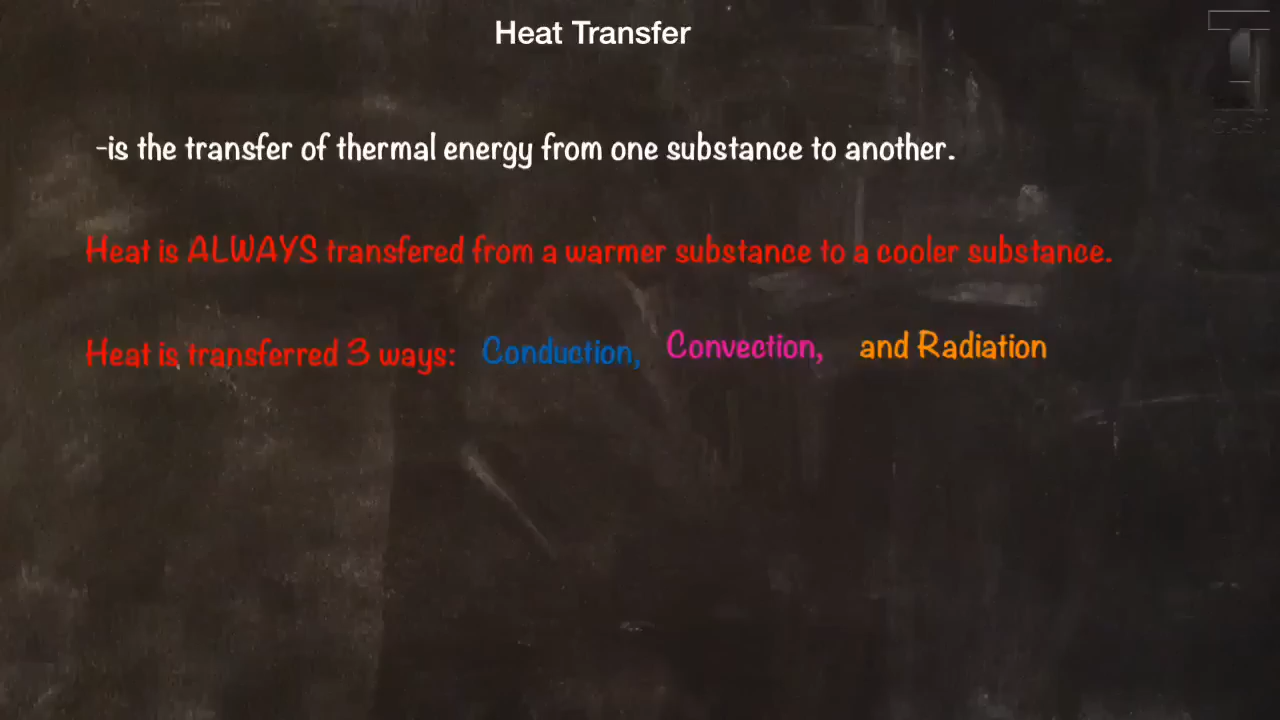 Heat Transfer
-is the transfer of thermal energy from one substance to another.
Heat is ALWAYS transfered from a warmer substance to a cooler substance.
Heat is transferred 3 ways: Conduction, Convection, and Radiation
CAST